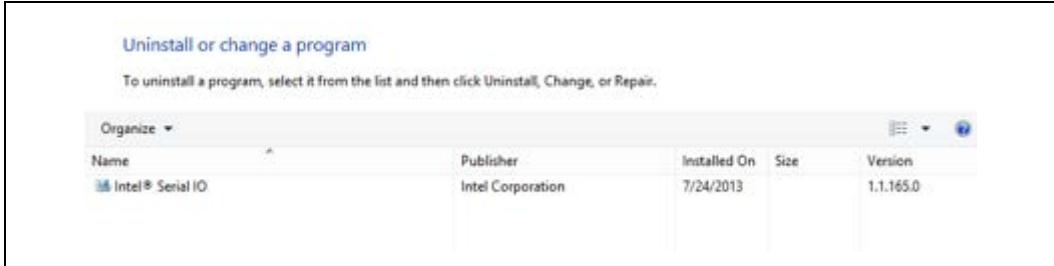 Uninstall or change a program
To uninstall a program, select it from the list and then click Uninstall, Change, or Repair.
Organize
Name Publisher Installed On Size Version
Intel® Serial IO Intel Corporation 7/24/2013 1.1.165.0